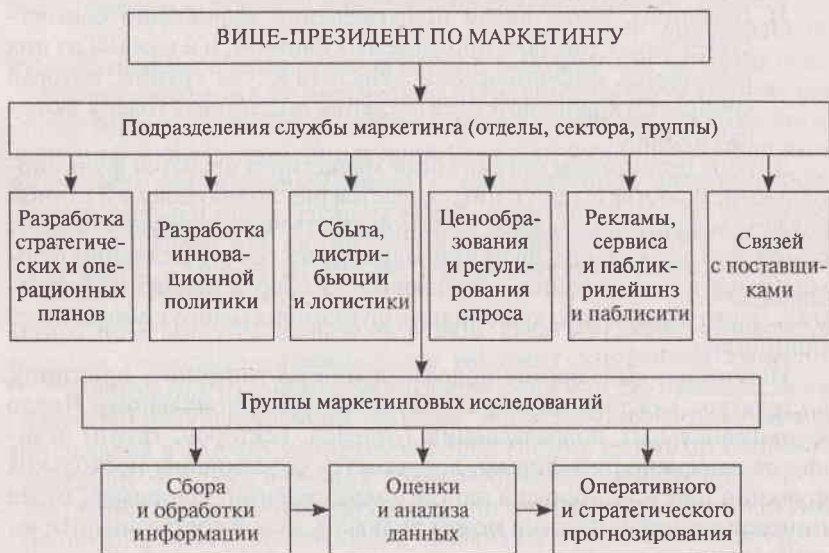 ВИЦЕ-ПРЕЗИДЕНТ ПО МАРКЕТИНГУ
Подразделения службы маркетинга (отделы, сектора, группы)
Разработка
стратегиче-
ских и опе-
рационных
планов
Разработка
иннова-
ционной
политики
Сбыта,
дистри-
бьюции
и логистики
Ценообра-
зования
и регули-
рования
спроса
Рекламы,
сервиса
и паблик-
рилейшнз
и паблисити
Связей
с поставщи-
ками
Группы маркетинговых исследований
Сбора
и обработки
информации
Оценки
и анализа
данных
Оперативного
и стратегического
прогнозирования